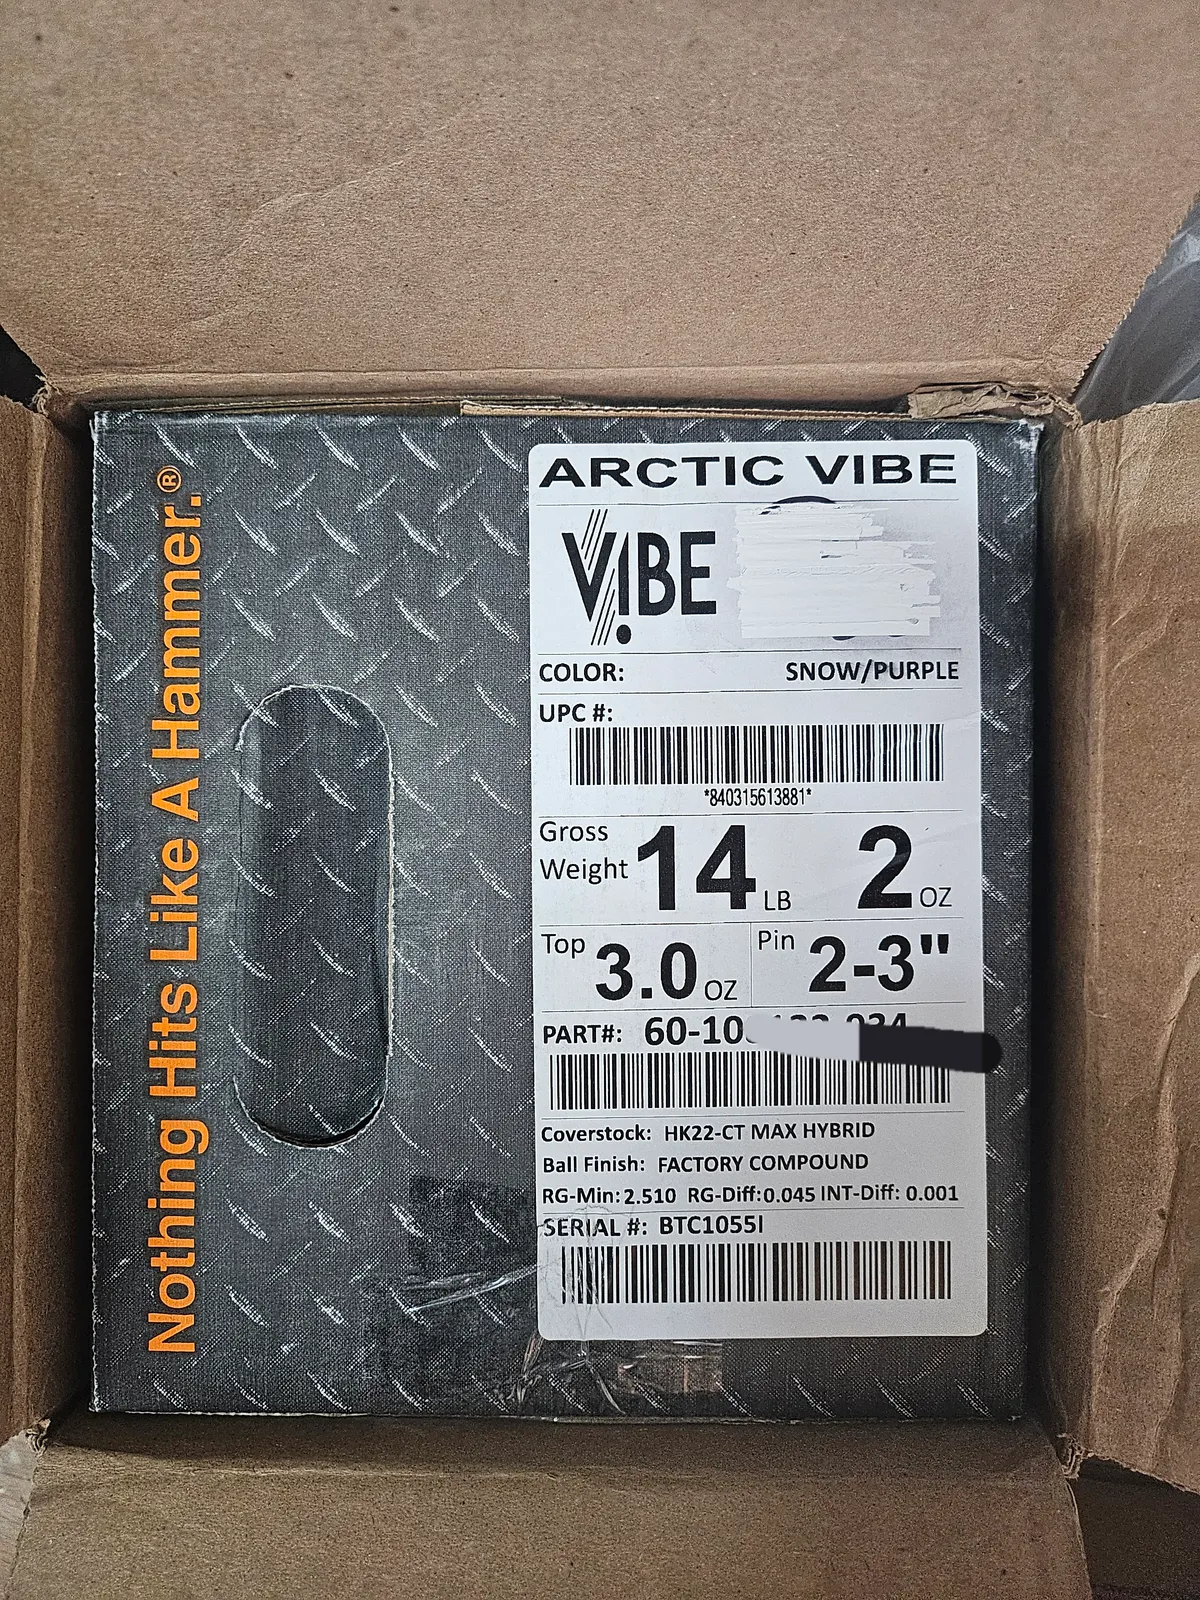 Nothing Hits Like A Hammer.®
ARCTIC VIBE
VIBE
COLOR: SNOW/PURPLE
UPC #:
*840315613881*
Gross Weight 14 LB 2 OZ
Top 3.0 OZ Pin 2-3"
PART#: 60-10
Coverstock: HK22-CT MAX HYBRID
Ball Finish: FACTORY COMPOUND
RG-Min: 2.510 RG-Diff: 0.045 INT-Diff: 0.001
SERIAL #: BTC1055I